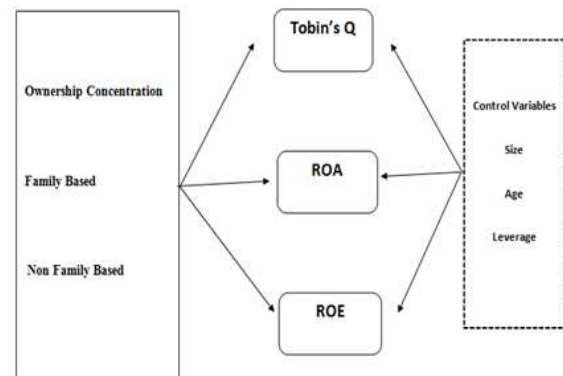 Ownership Concentration
Family Based
Non Family Based
Tobin's Q
ROA
ROE
Control Variables
Size
Age
Leverage